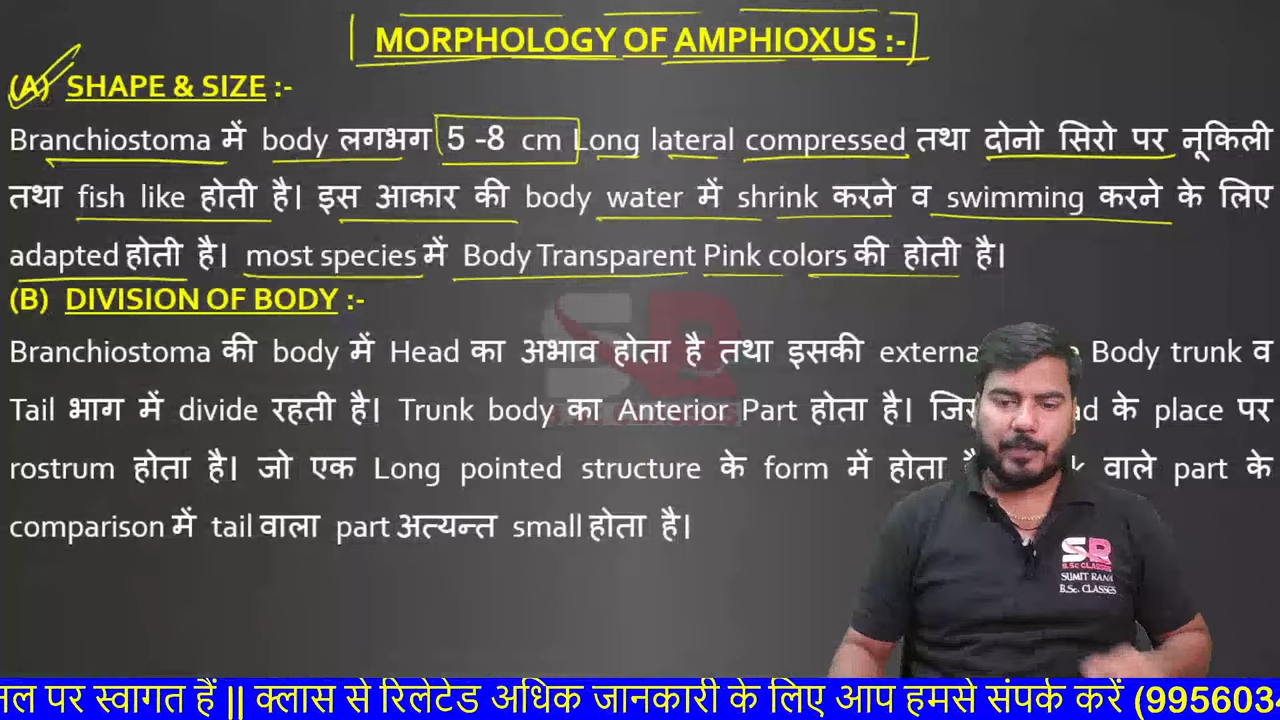 MORPHOLOGY OF AMPHIOXUS :-
(A) SHAPE & SIZE :-
Branchiostoma में body लगभग 5 -8 cm Long lateral compressed तथा दोनो सिरो पर नूकिली
तथा fish like होती है। इस आकार की body water में shrink करने व swimming करने के लिए
adapted होती है। most species में Body Transparent Pink colors की होती है।
(B) DIVISION OF BODY :-
Branchiostoma की body में Head का अभाव होता है तथा इसकी Body trunk व
Tail भाग में divide रहती है। Trunk body का Anterior Part होता है। के place पर
rostrum होता है। जो एक Long pointed structure के form में होता वाले part के
comparison में tail वाला part अत्यन्त small होता है।
SR
B.Sc CLASSES
SUMIT RANA
B.Sc. CLASSES
पर स्वागत हैं || क्लास से रिलेटेड अधिक जानकारी के लिए आप हमसे संपर्क करें (995603